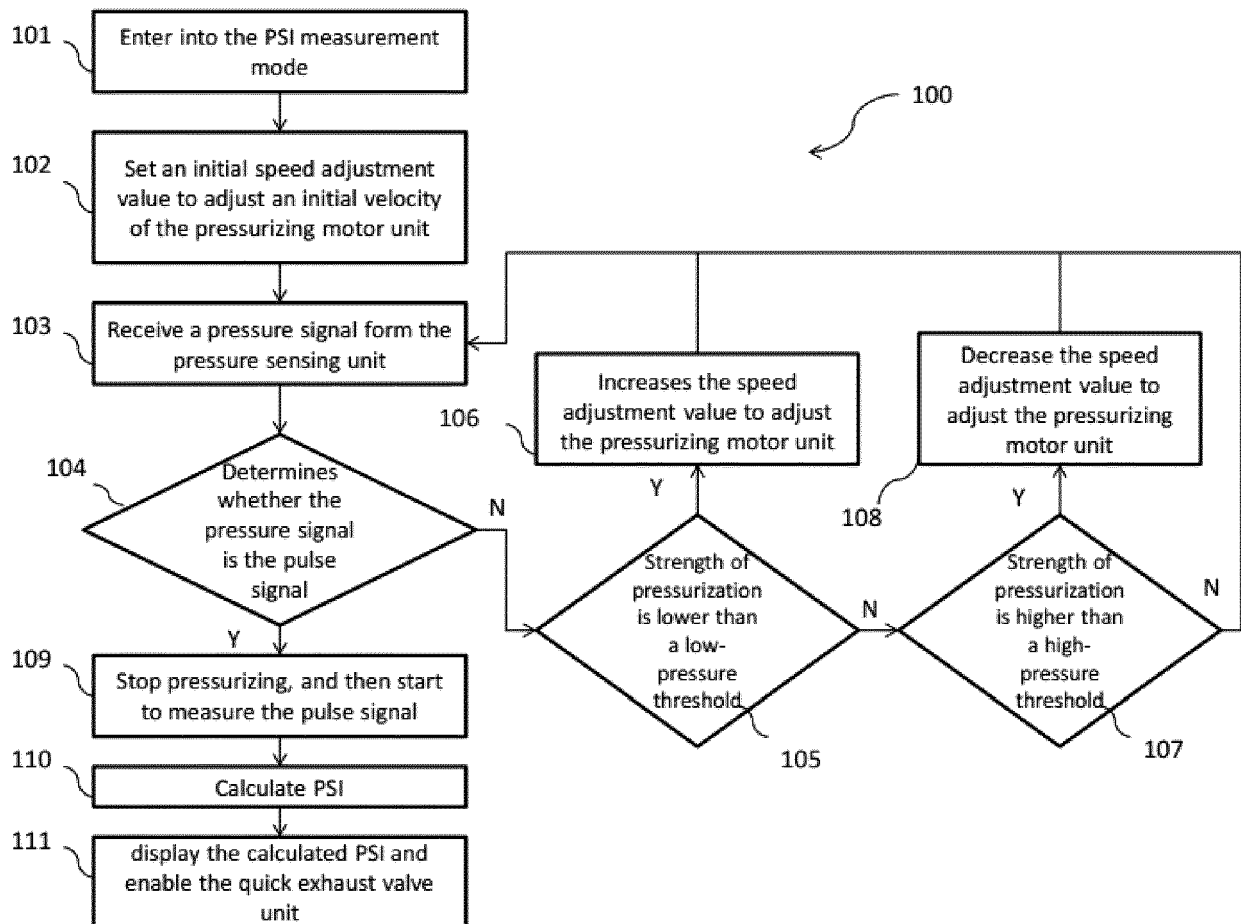 101
Enter into the PSI measurement
mode
100
102
Set an initial speed adjustment
value to adjust an initial velocity
of the pressurizing motor unit
103
Receive a pressure signal form the
pressure sensing unit
106
Increases the speed
adjustment value to adjust
the pressurizing motor unit
108
Decrease the speed
adjustment value to
adjust the pressurizing
motor unit
104
Determines
whether the
pressure signal
is the pulse
signal
N
Y
Y
Y
Strength of
pressurization
is lower than
a low-
pressure
threshold
N
105
Strength of
pressurization
is higher than
a high-
pressure
threshold
N
107
109
Stop pressurizing, and then start
to measure the pulse signal
110
Calculate PSI
111
display the calculated PSI and
enable the quick exhaust valve
unit